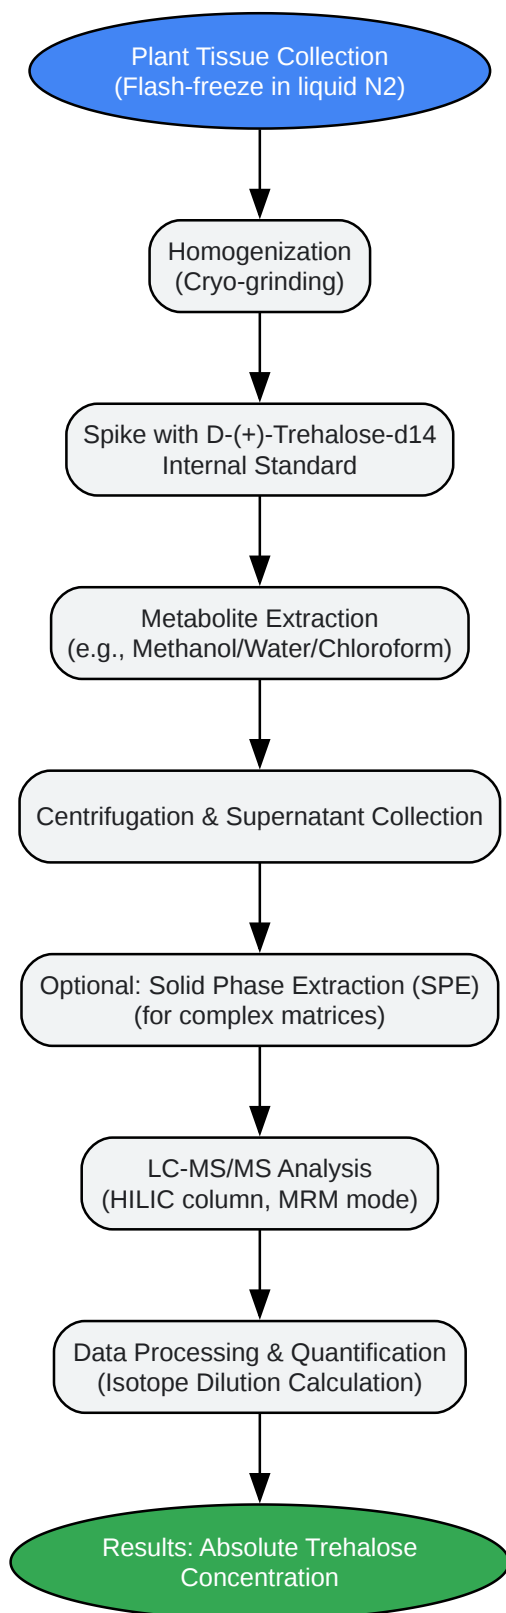 Plant Tissue Collection
(Flash-freeze in liquid N2)
Homogenization
(Cryo-grinding)
Spike with D-(+)-Trehalose-d14
Internal Standard
Metabolite Extraction
(e.g., Methanol/Water/Chloroform)
Centrifugation & Supernatant Collection
Optional: Solid Phase Extraction (SPE)
(for complex matrices)
LC-MS/MS Analysis
(HILIC column, MRM mode)
Data Processing & Quantification
(Isotope Dilution Calculation)
Results: Absolute Trehalose
Concentration